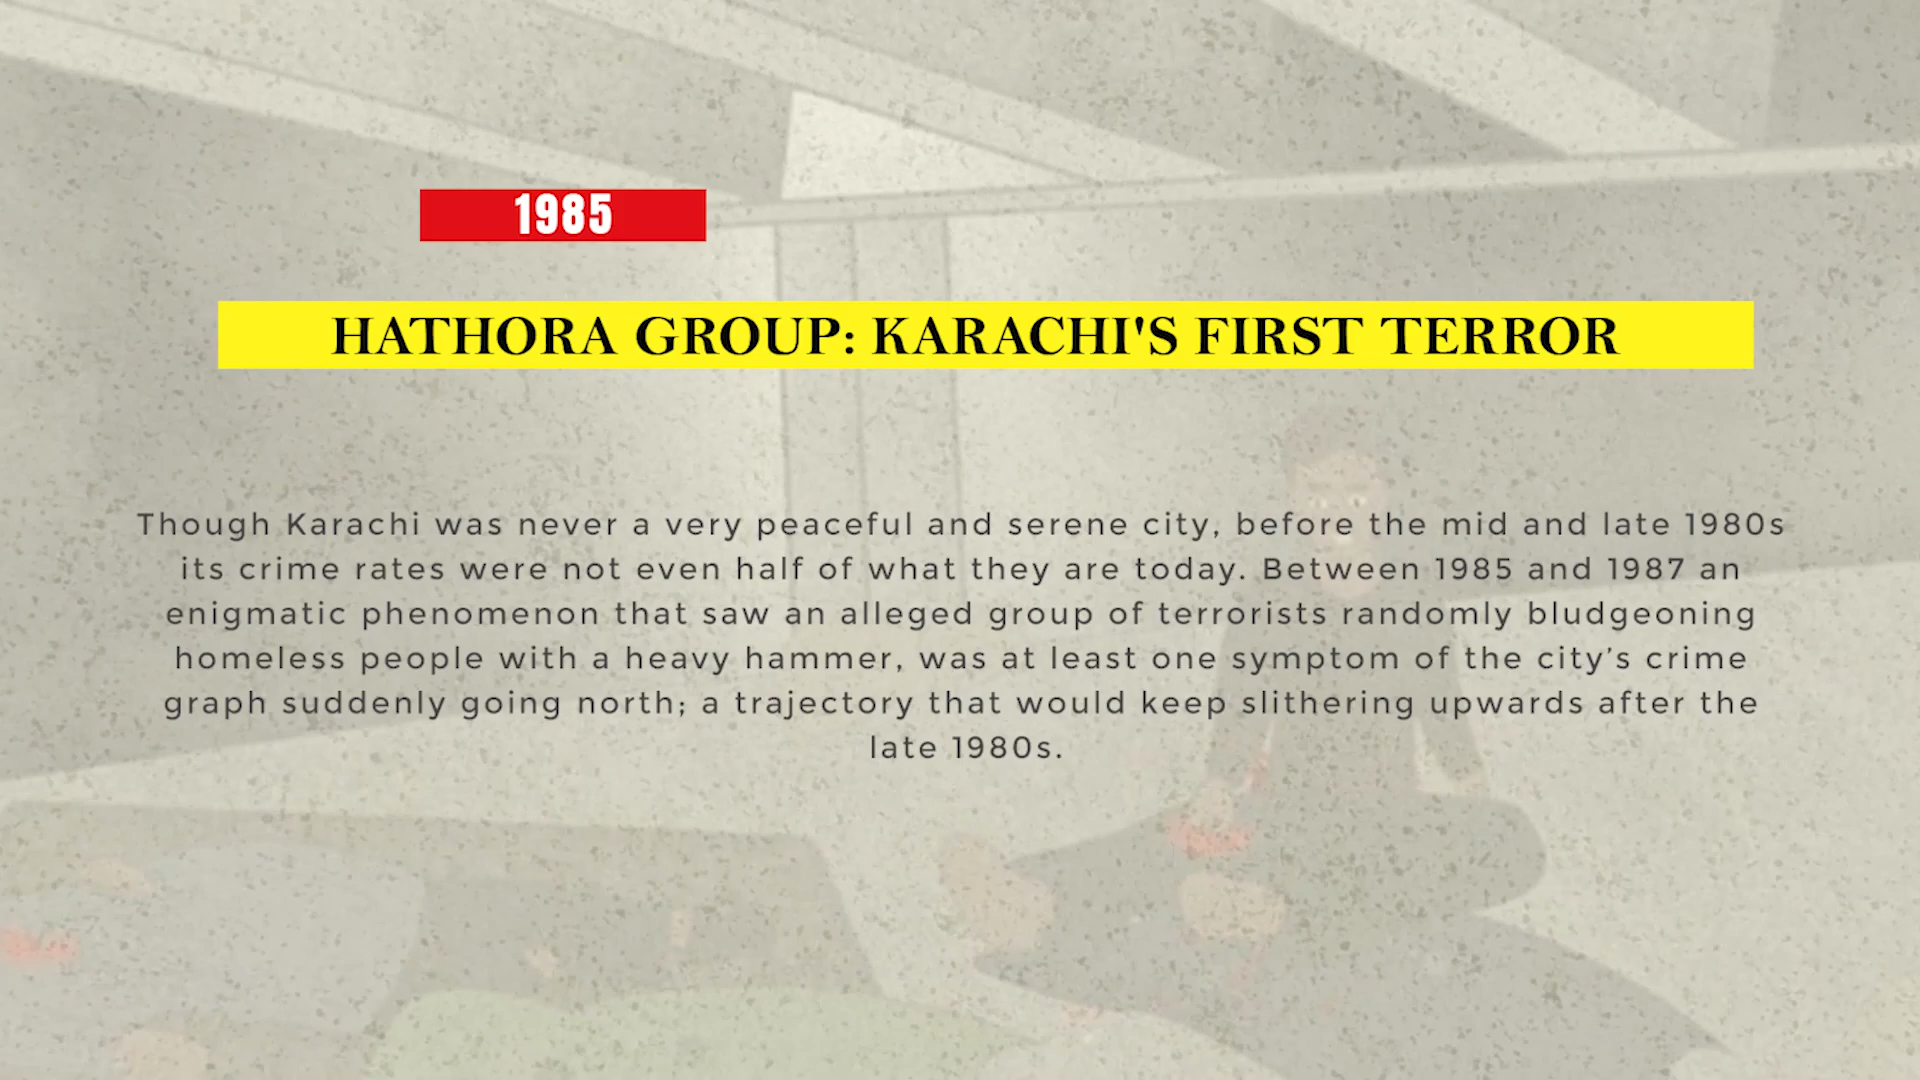 1985
HATHORA GROUP: KARACHI'S FIRST TERROR
Though Karachi was never a very peaceful and serene city, before the mid and late 1980s
its crime rates were not even half of what they are today. Between 1985 and 1987 an
enigmatic phenomenon that saw an alleged group of terrorists randomly bludgeoning
homeless people with a heavy hammer, was at least one symptom of the city’s crime
graph suddenly going north; a trajectory that would keep slithering upwards after the
late 1980s.